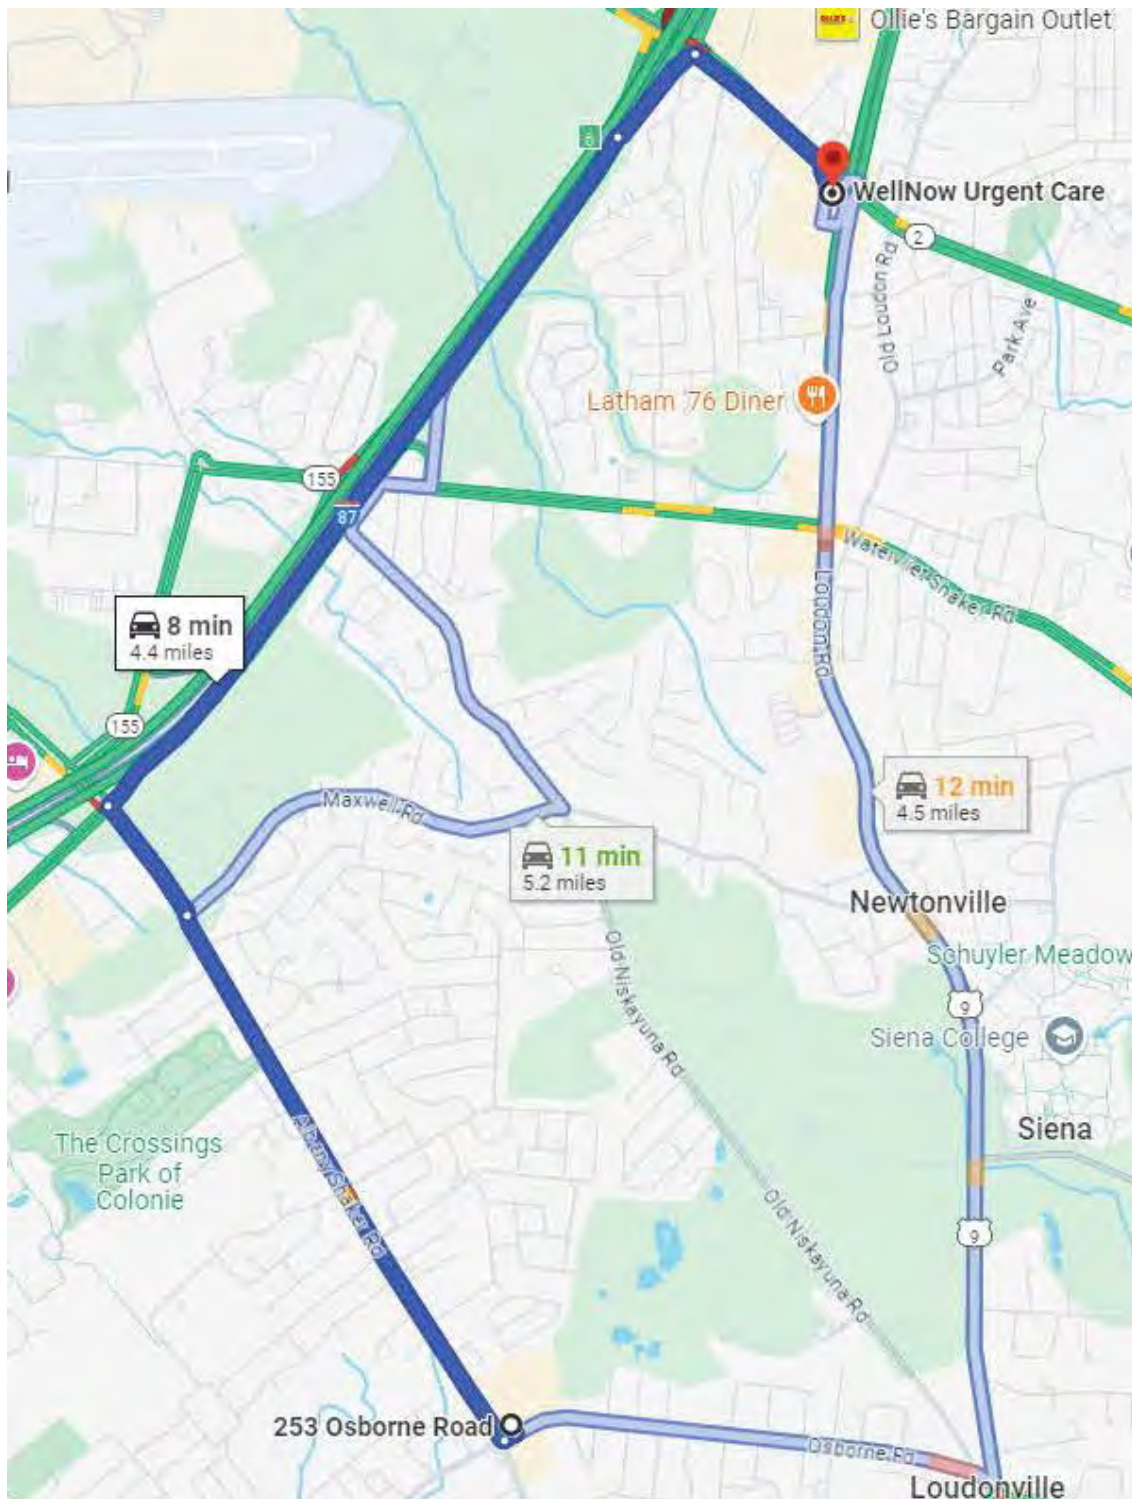 Ollie's Bargain Outlet
OLLIE'S
6
WellNow Urgent Care
2
Old Loudon Rd
Park Ave
Latham '76 Diner
155
87
Watervliet Shaker Rd
Loudon Rd
8 min
4.4 miles
155
12 min
4.5 miles
Maxwell Rd
11 min
5.2 miles
Newtonville
Schuyler Meadow
Old Niskayuna Rd
9
Siena College
Siena
The Crossings
Park of
Colonie
Albany Shaker Rd
Old Niskayuna Rd
9
253 Osborne Road
Osborne Rd
Loudonville